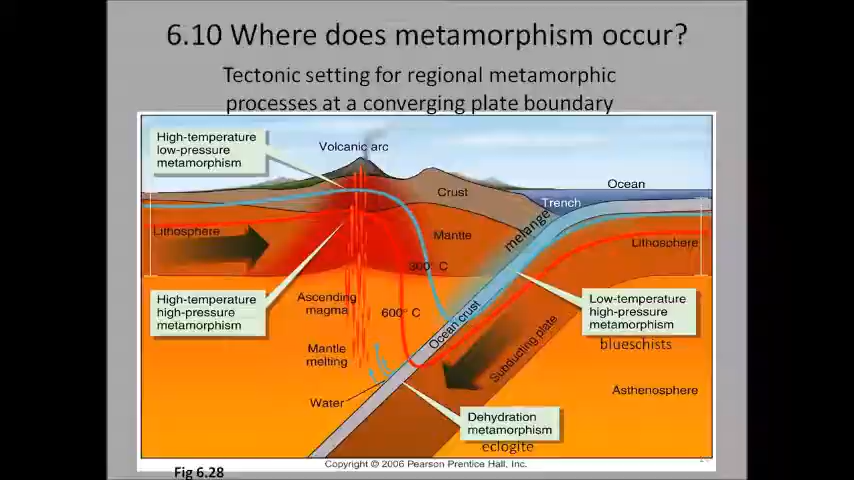 6.10 Where does metamorphism occur?
Tectonic setting for regional metamorphic
processes at a converging plate boundary
High-temperature
low-pressure
metamorphism
Volcanic arc
Crust
Ocean
Trench
melange
Lithosphere
Mantle
Lithosphere
300° C
High-temperature
high-pressure
metamorphism
Ascending
magma
600° C
Ocean crust
Low-temperature
high-pressure
metamorphism
blueschists
Subducting plate
Mantle
melting
Asthenosphere
Water
Dehydration
metamorphism
eclogite
Copyright © 2006 Pearson Prentice Hall, Inc.
Fig 6.28